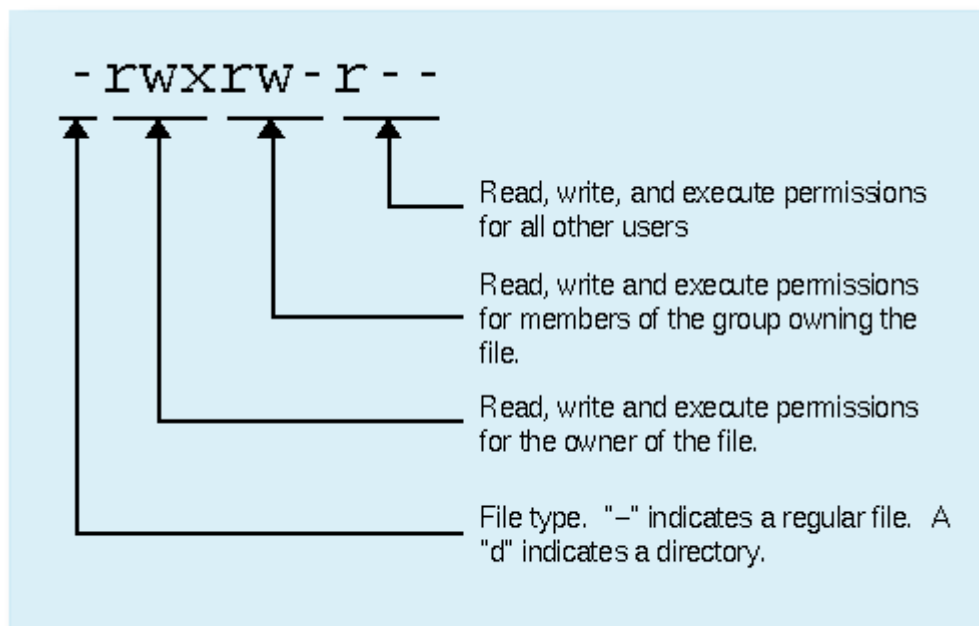 -rwxrw-r--
Read, write, and execute permissions
for all other users
Read, write and execute permissions
for members of the group owning the
file.
Read, write and execute permissions
for the owner of the file.
File type. "–" indicates a regular file. A
"d" indicates a directory.